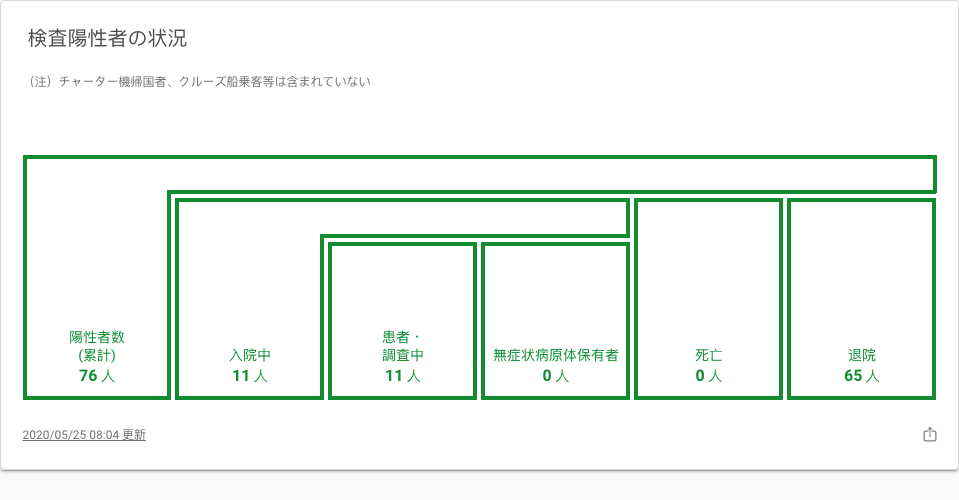 検査陽性者の状況
（注）チャーター機帰国者、クルーズ船乗客等は含まれていない
陽性者数
(累計)
76 人
入院中
11 人
患者・
調査中
11 人
無症状病原体保有者
0 人
死亡
0 人
退院
65 人
2020/05/25 08:04 更新